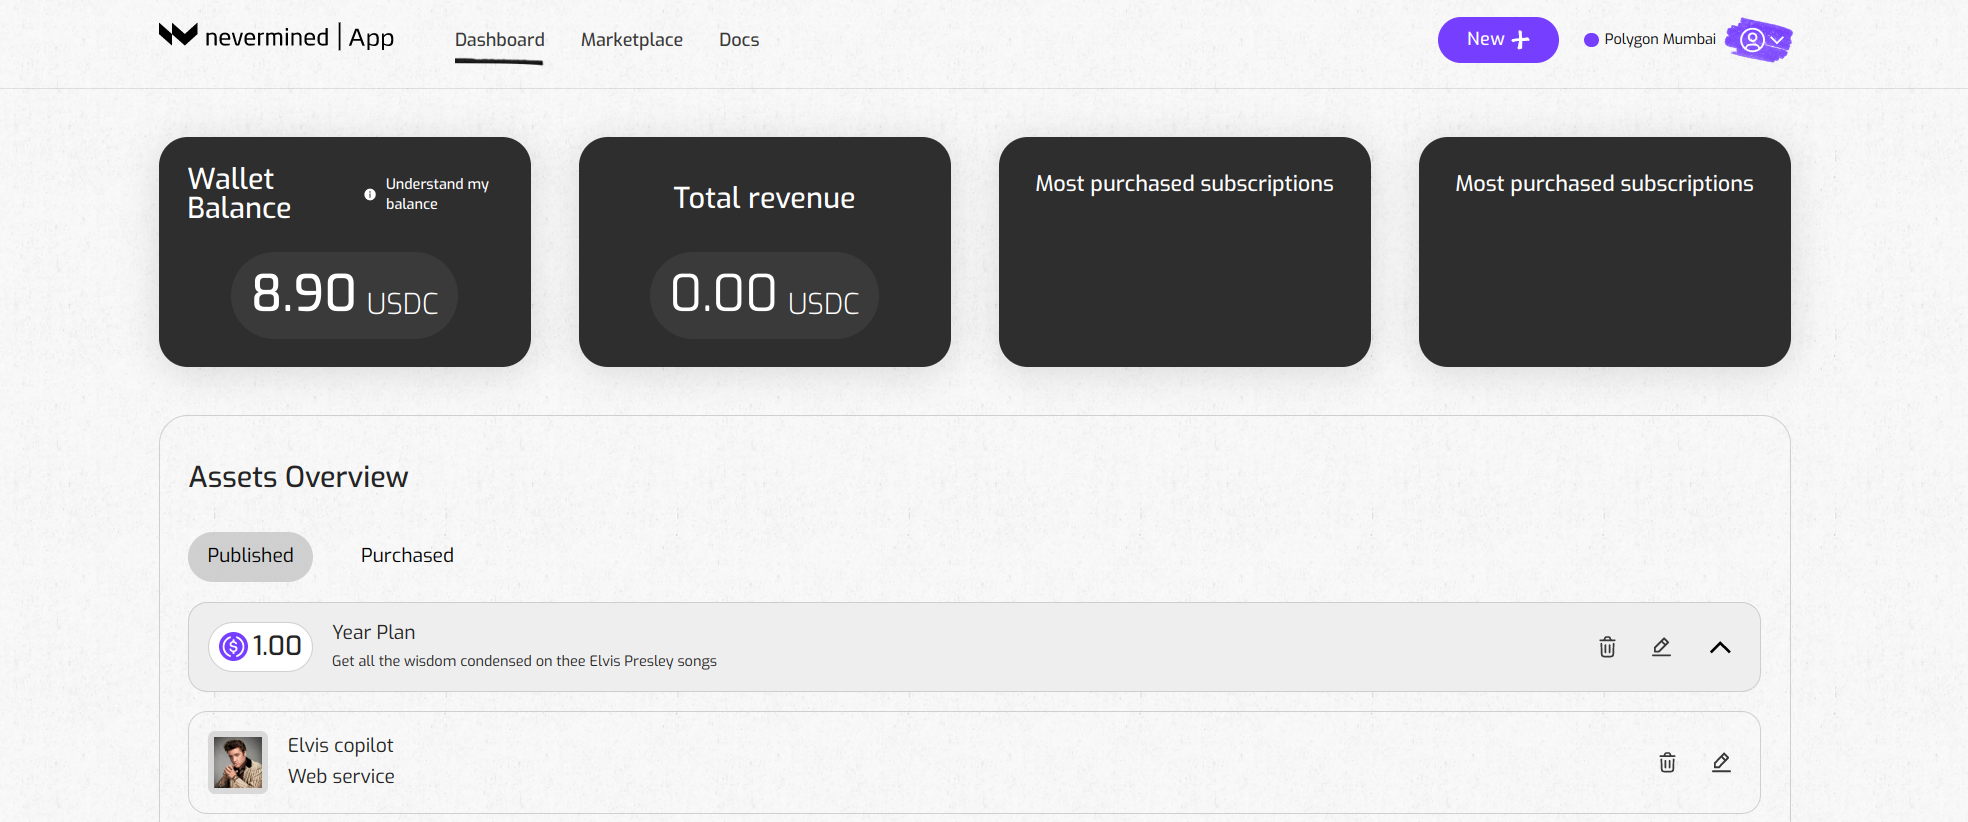 nevermined | App
Dashboard
Marketplace
Docs
New
Polygon Mumbai
Wallet
Balance
Understand my
balance
8.90 USDC
Total revenue
0.00 USDC
Most purchased subscriptions
Most purchased subscriptions
Assets Overview
Published
Purchased
1.00
Year Plan
Get all the wisdom condensed on thee Elvis Presley songs
Elvis copilot
Web service